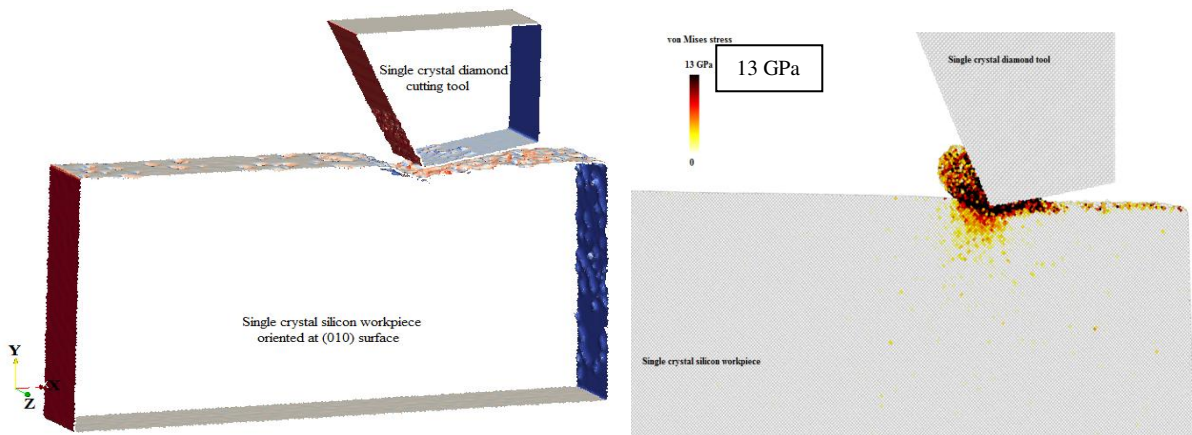 Single crystal diamond
cutting tool
Single crystal silicon workpiece
oriented at (010) surface
Y
X
Z
von Mises stress
13 GPa
0
13 GPa
Single crystal diamond tool
Single crystal silicon workpiece